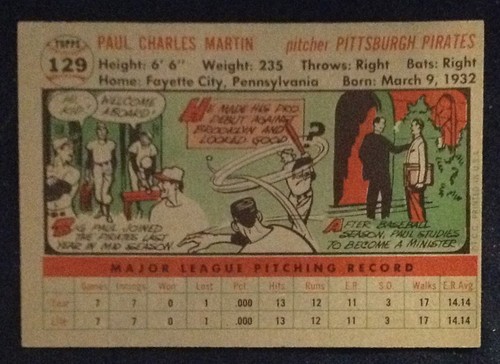 TOPPS
129
PAUL CHARLES MARTIN pitcher PITTSBURGH PIRATES
Height: 6' 6" Weight: 235 Throws: Right Bats: Right
Home: Fayette City, Pennsylvania Born: March 9, 1932
HI, KID.
WELCOME ABOARD!
BIG PAUL JOINED
THE PIRATES LAST
YEAR IN MID SEASON
HE MADE HIS PRO
DEBUT AGAINST
BROOKLYN AND
LOOKED GOOD
?
AFTER BASEBALL
SEASON, PAUL STUDIES
TO BECOME A MINISTER
MAJOR LEAGUE PITCHING RECORD
Games Innings Won Lost Pct. Hits Runs E.R. S.O. Walks E.R.Avg.
Year 7 7 0 1 .000 13 12 11 3 17 14.14
Life 7 7 0 1 .000 13 12 11 3 17 14.14